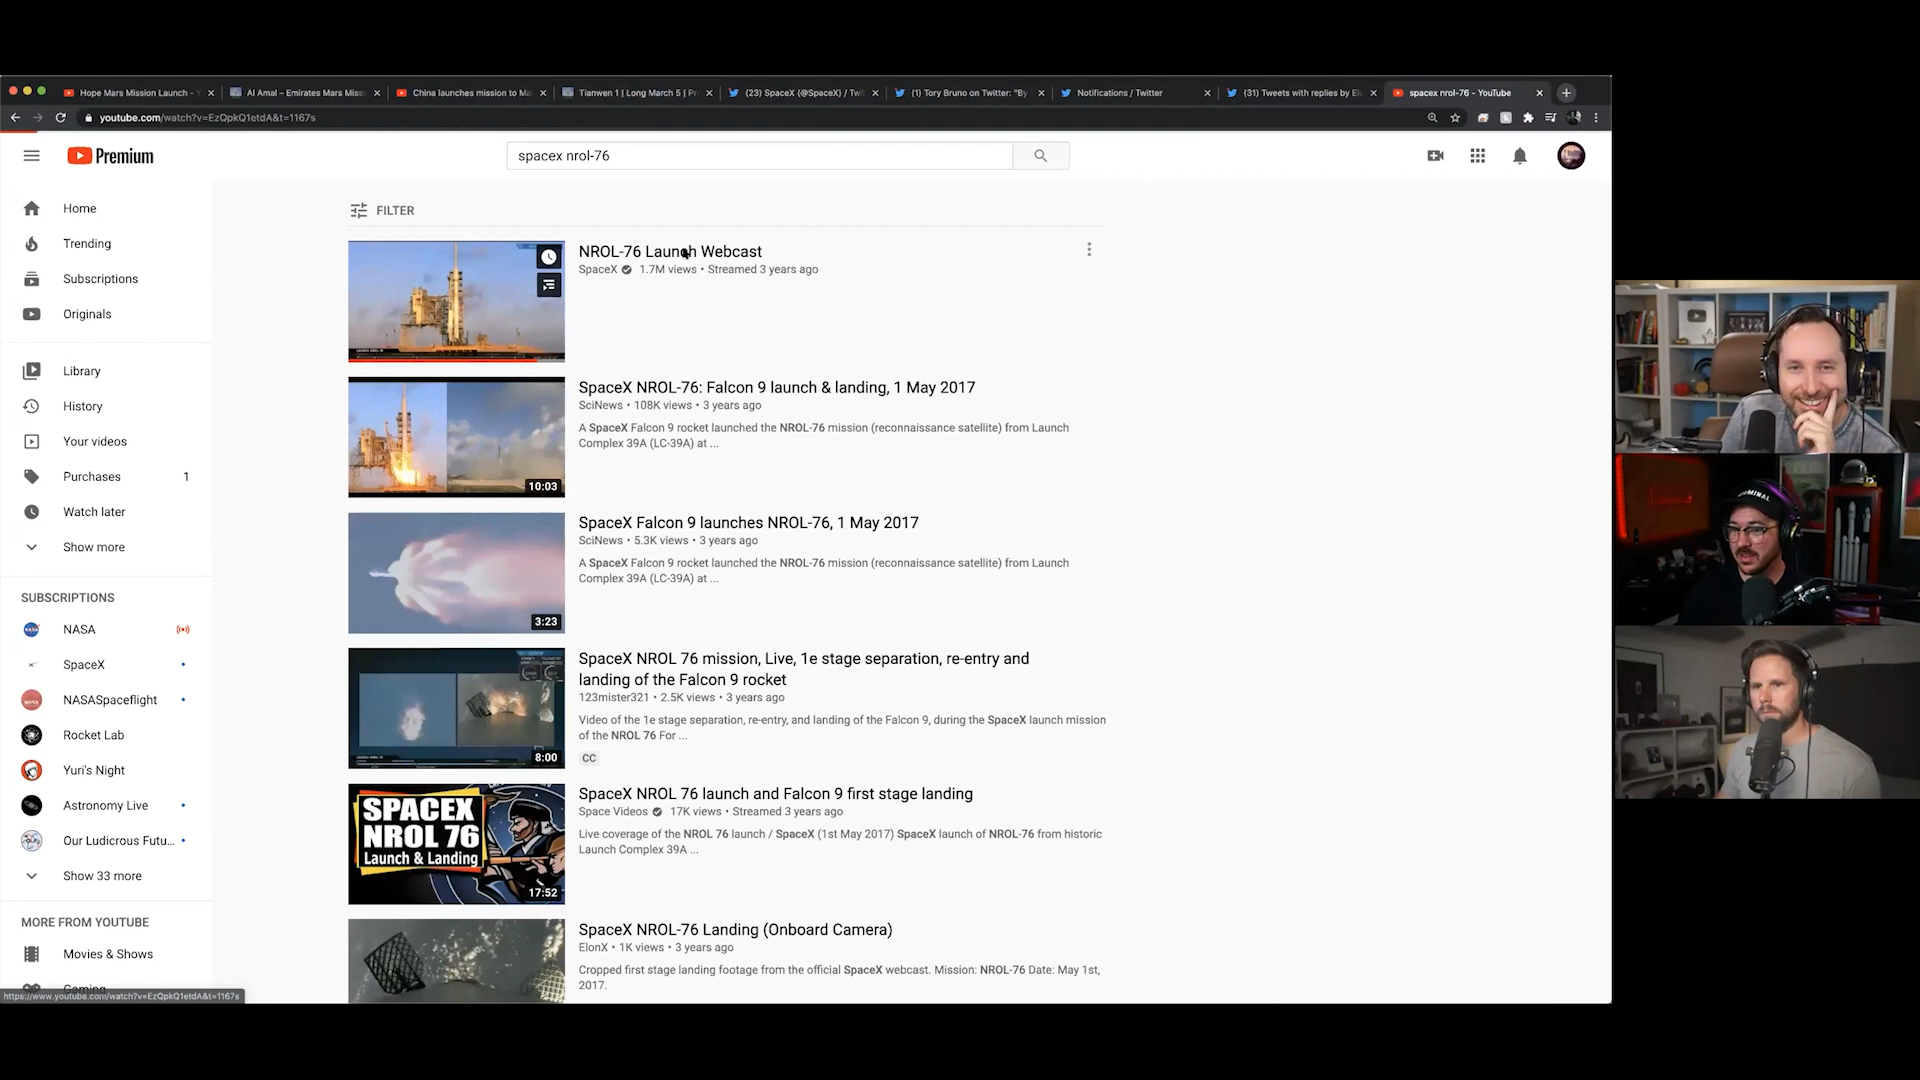 Hope Mars Mission Launch -
Al Amal – Emirates Mars Miss
China launches mission to Ma
Tianwen 1 | Long March 5 | Pr
(23) SpaceX (@SpaceX) / Twi
(1) Tory Bruno on Twitter: "By
Notifications / Twitter
(31) Tweets with replies by El
spacex nrol-76 - YouTube
youtube.com/watch?v=EzQpkQ1etdA&t=1167s
Premium
spacex nrol-76
Home
Trending
Subscriptions
Originals
Library
History
Your videos
Purchases 1
Watch later
Show more
SUBSCRIPTIONS
NASA
SpaceX
NASASpaceflight
Rocket Lab
Yuri's Night
Astronomy Live
Our Ludicrous Futu...
Show 33 more
MORE FROM YOUTUBE
Movies & Shows
Gaming
https://www.youtube.com/watch?v=EzQpkQ1etdA&t=1167s
FILTER
NROL-76 Launch Webcast
SpaceX 1.7M views • Streamed 3 years ago
10:03
SpaceX NROL-76: Falcon 9 launch & landing, 1 May 2017
SciNews • 108K views • 3 years ago
A SpaceX Falcon 9 rocket launched the NROL-76 mission (reconnaissance satellite) from Launch
Complex 39A (LC-39A) at ...
3:23
SpaceX Falcon 9 launches NROL-76, 1 May 2017
SciNews • 5.3K views • 3 years ago
A SpaceX Falcon 9 rocket launched the NROL-76 mission (reconnaissance satellite) from Launch
Complex 39A (LC-39A) at ...
8:00
SpaceX NROL 76 mission, Live, 1e stage separation, re-entry and
landing of the Falcon 9 rocket
123mister321 • 2.5K views • 3 years ago
Video of the 1e stage separation, re-entry, and landing of the Falcon 9, during the SpaceX launch mission
of the NROL 76 For ...
CC
SPACEX
NROL 76
Launch & Landing
17:52
SpaceX NROL 76 launch and Falcon 9 first stage landing
Space Videos 17K views • Streamed 3 years ago
Live coverage of the NROL 76 launch / SpaceX (1st May 2017) SpaceX launch of NROL-76 from historic
Launch Complex 39A ...
SpaceX NROL-76 Landing (Onboard Camera)
ElonX • 1K views • 3 years ago
Cropped first stage landing footage from the official SpaceX webcast. Mission: NROL-76 Date: May 1st,
2017.